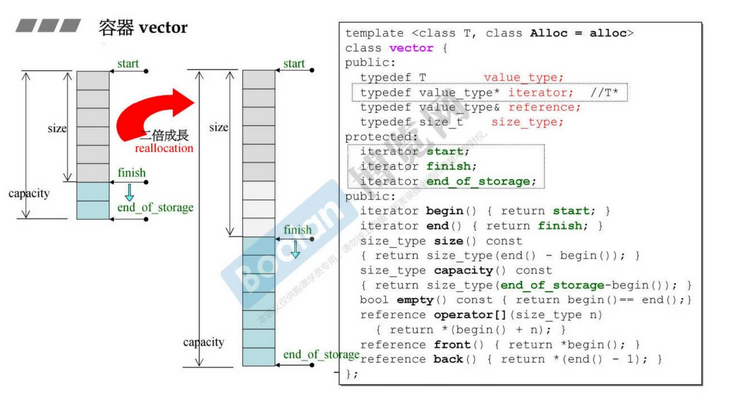 容器 vector
start
size
capacity
finish
end_of_storage
二倍成長
reallocation
start
size
finish
capacity
end_of_storage
template <class T, class Alloc = alloc>
class vector {
public:
typedef T value_type;
typedef value_type* iterator; //T*
typedef value_type& reference;
typedef size_t size_type;
protected:
iterator start;
iterator finish;
iterator end_of_storage;
public:
iterator begin() { return start; }
iterator end() { return finish; }
size_type size() const
{ return size_type(end() - begin()); }
size_type capacity() const
{ return size_type(end_of_storage-begin()); }
bool empty() const { return begin()== end();}
reference operator[](size_type n)
{ return *(begin() + n); }
reference front() { return *begin(); }
reference back() { return *(end() - 1); }
};
Boolan 博览网